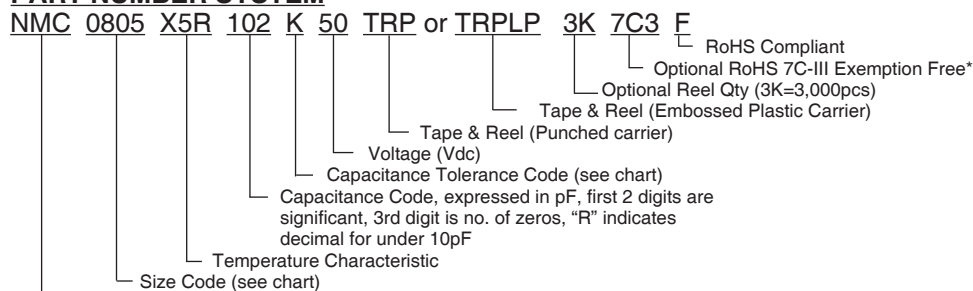 PART NUMBER SYSTEM
NMC 0805 X5R 102 K 50 TRP or TRPLP 3K 7C3 F
RoHS Compliant
Optional RoHS 7C-III Exemption Free*
Optional Reel Qty (3K=3,000pcs)
Tape & Reel (Embossed Plastic Carrier)
Tape & Reel (Punched carrier)
Voltage (Vdc)
Capacitance Tolerance Code (see chart)
Capacitance Code, expressed in pF, first 2 digits are
significant, 3rd digit is no. of zeros, “R” indicates
decimal for under 10pF
Temperature Characteristic
Size Code (see chart)